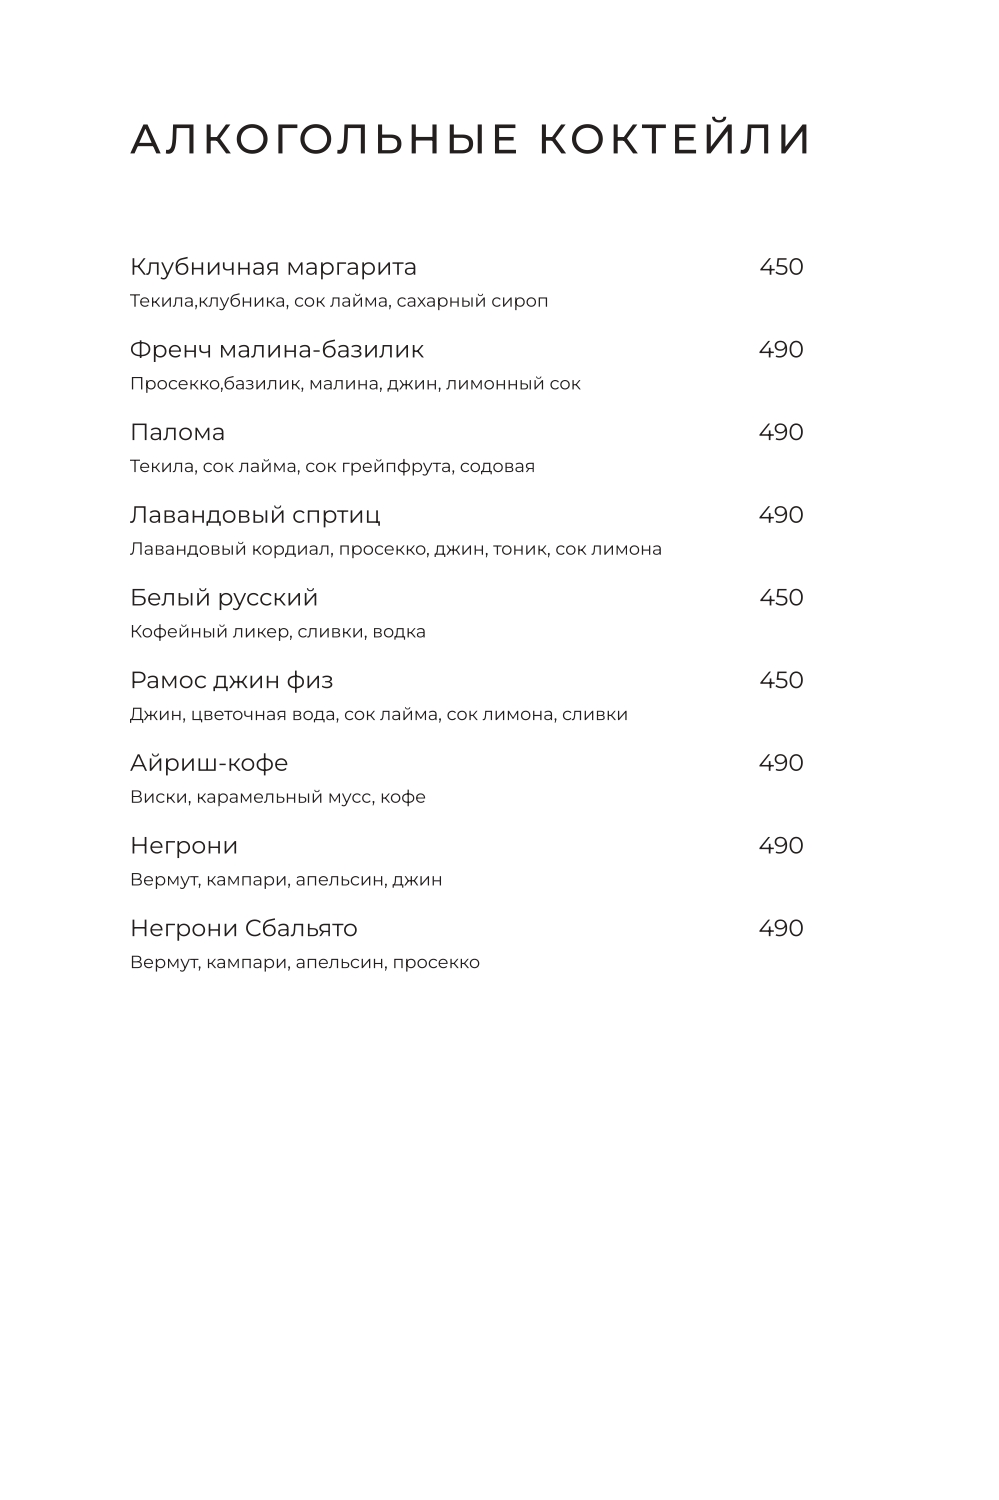 АЛКОГОЛЬНЫЕ КОКТЕЙЛИ
Клубничная маргарита 450
Текила,клубника, сок лайма, сахарный сироп
Френч малина-базилик 490
Просекко,базилик, малина, джин, лимонный сок
Палома 490
Текила, сок лайма, сок грейпфрута, содовая
Лавандовый спртиц 490
Лавандовый кордиал, просекко, джин, тоник, сок лимона
Белый русский 450
Кофейный ликер, сливки, водка
Рамос джин физ 450
Джин, цветочная вода, сок лайма, сок лимона, сливки
Айриш-кофе 490
Виски, карамельный мусс, кофе
Негрони 490
Вермут, кампари, апельсин, джин
Негрони Сбальято 490
Вермут, кампари, апельсин, просекко